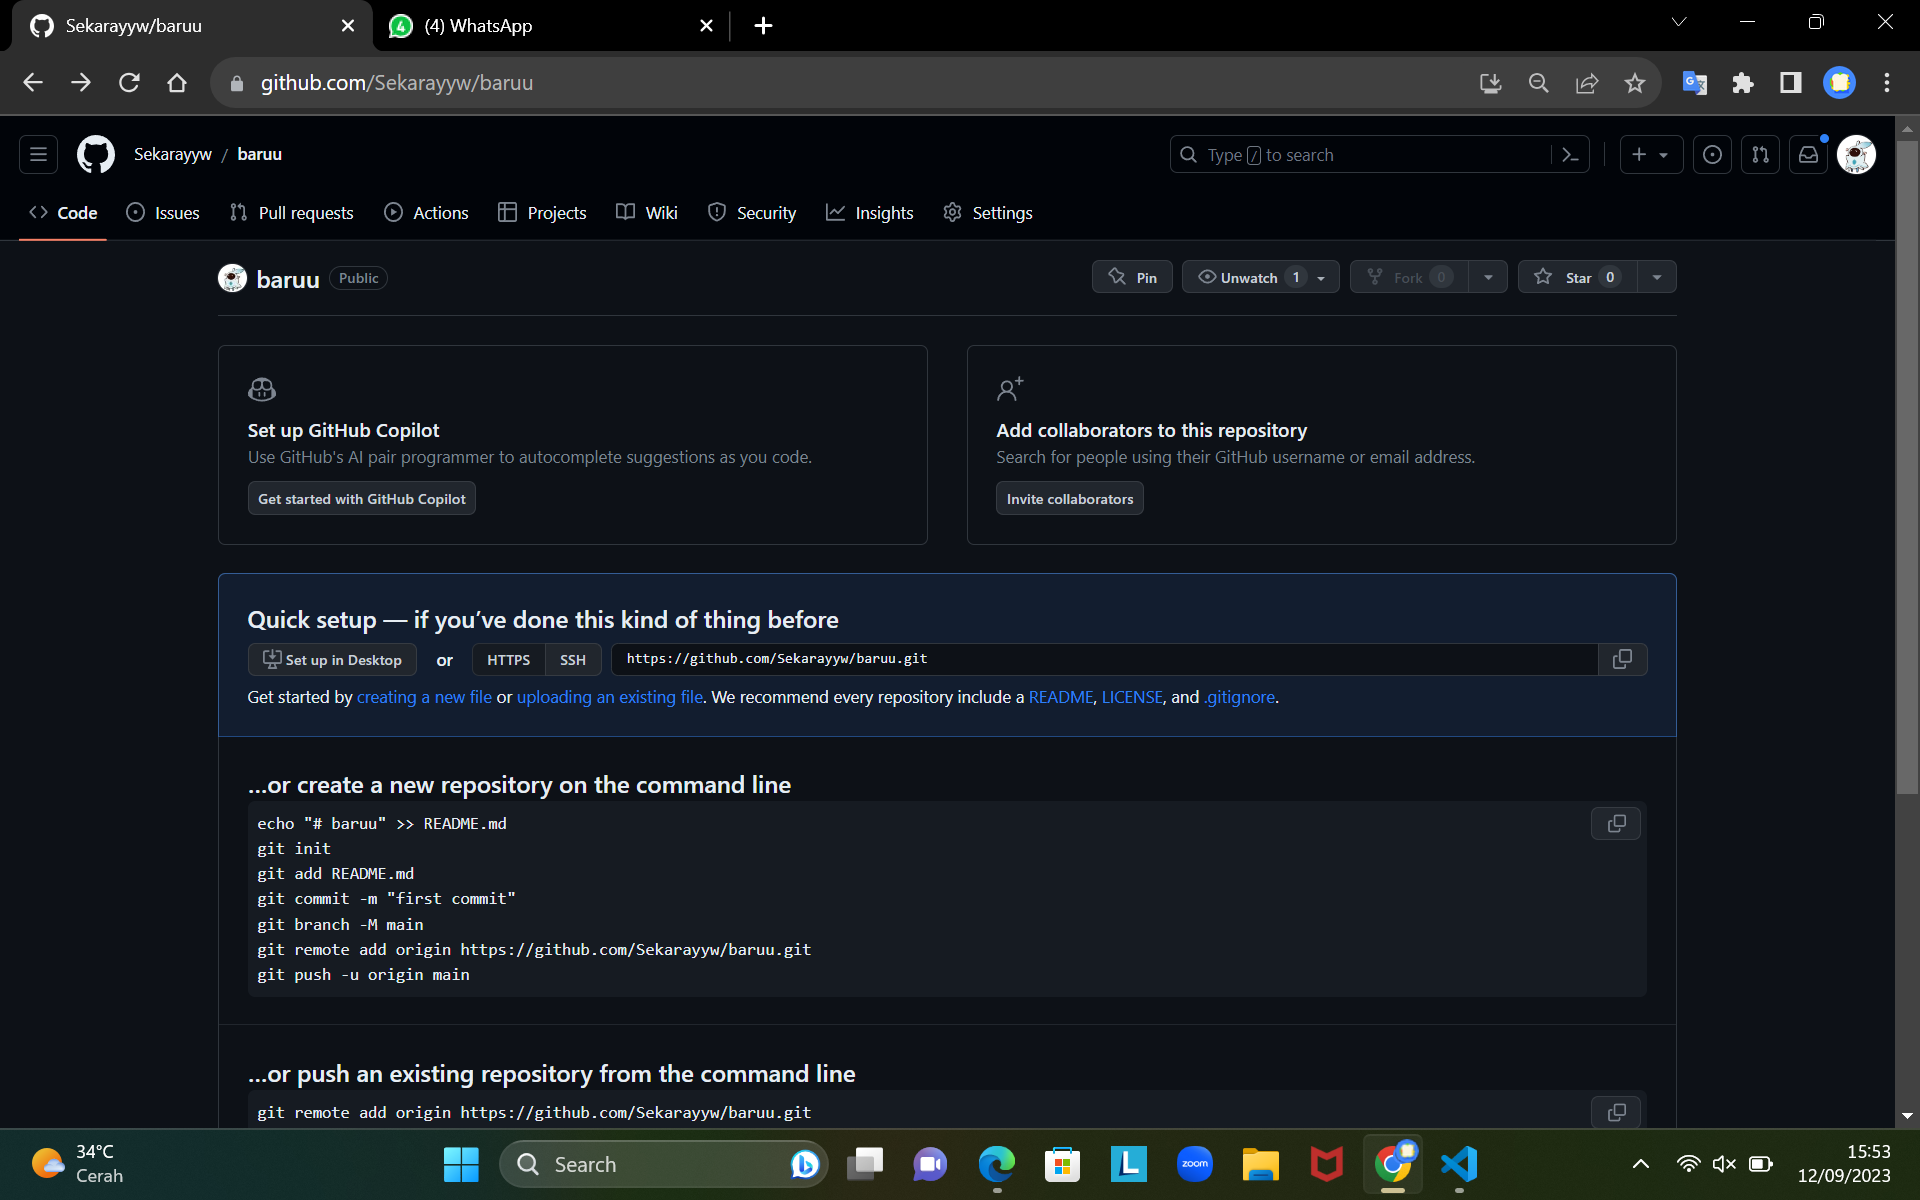 Sekarayyw/baruu
(4) WhatsApp
github.com/Sekarayyw/baruu
Sekarayyw / baruu
Type / to search
Code Issues Pull requests Actions Projects Wiki Security Insights Settings
baruu Public
Pin Unwatch 1 Fork 0 Star 0
Set up GitHub Copilot
Use GitHub's AI pair programmer to autocomplete suggestions as you code.
Get started with GitHub Copilot
Add collaborators to this repository
Search for people using their GitHub username or email address.
Invite collaborators
Quick setup — if you’ve done this kind of thing before
Set up in Desktop or HTTPS SSH https://github.com/Sekarayyw/baruu.git
Get started by creating a new file or uploading an existing file. We recommend every repository include a README, LICENSE, and .gitignore.
…or create a new repository on the command line
echo "# baruu" >> README.md
git init
git add README.md
git commit -m "first commit"
git branch -M main
git remote add origin https://github.com/Sekarayyw/baruu.git
git push -u origin main
…or push an existing repository from the command line
git remote add origin https://github.com/Sekarayyw/baruu.git
34°C
Cerah
Search
zoom
15:53
12/09/2023